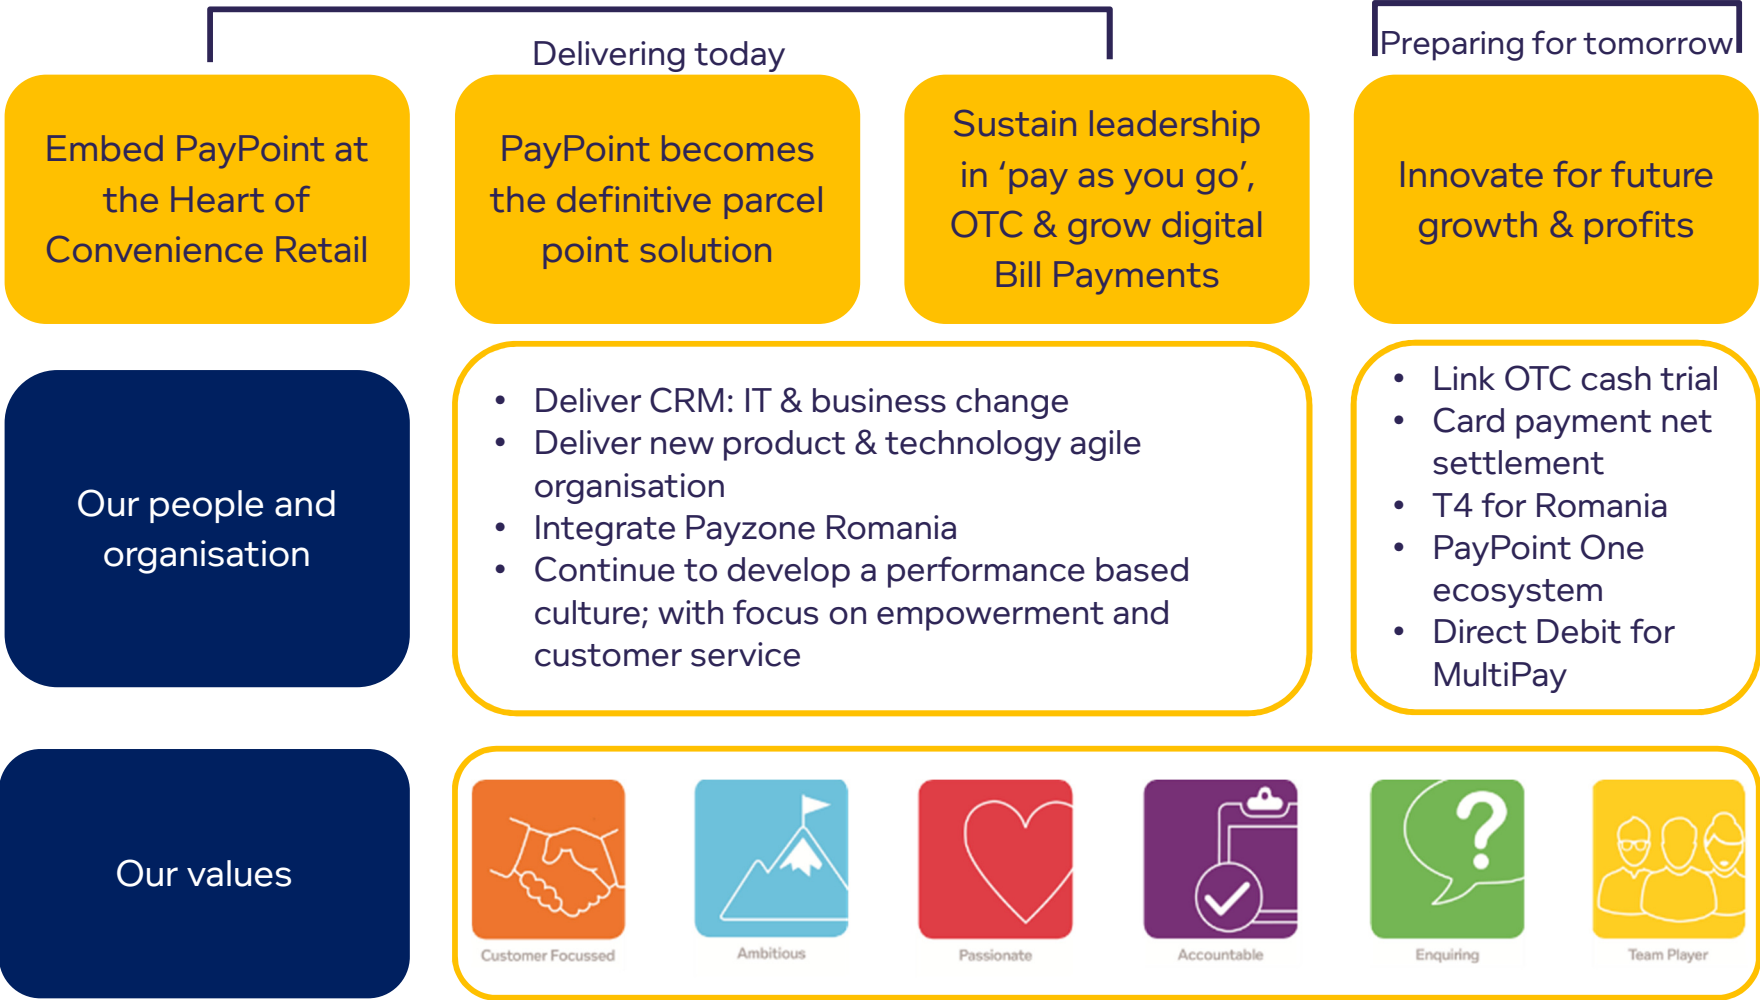 Delivering today
Preparing for tomorrow
Embed PayPoint at
the Heart of
Convenience Retail
PayPoint becomes
the definitive parcel
point solution
Sustain leadership
in ‘pay as you go’,
OTC & grow digital
Bill Payments
Innovate for future
growth & profits
Our people and
organisation
• Deliver CRM: IT & business change
• Deliver new product & technology agile
organisation
• Integrate Payzone Romania
• Continue to develop a performance based
culture; with focus on empowerment and
customer service
• Link OTC cash trial
• Card payment net
settlement
• T4 for Romania
• PayPoint One
ecosystem
• Direct Debit for
MultiPay
Our values
Customer Focussed
Ambitious
Passionate
Accountable
Enquiring
Team Player